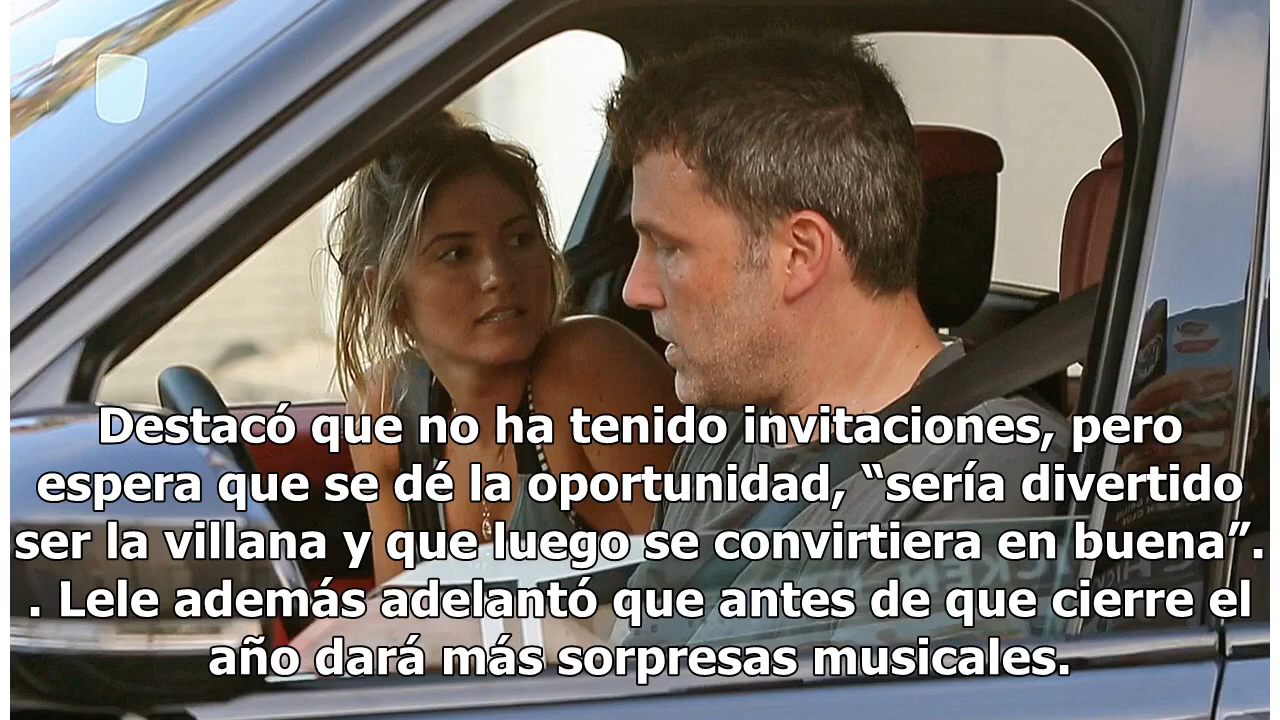 Destacó que no ha tenido invitaciones, pero
espera que se dé la oportunidad, “sería divertido
ser la villana y que luego se convirtiera en buena”.
. Lele además adelantó que antes de que cierre el
año dará más sorpresas musicales.